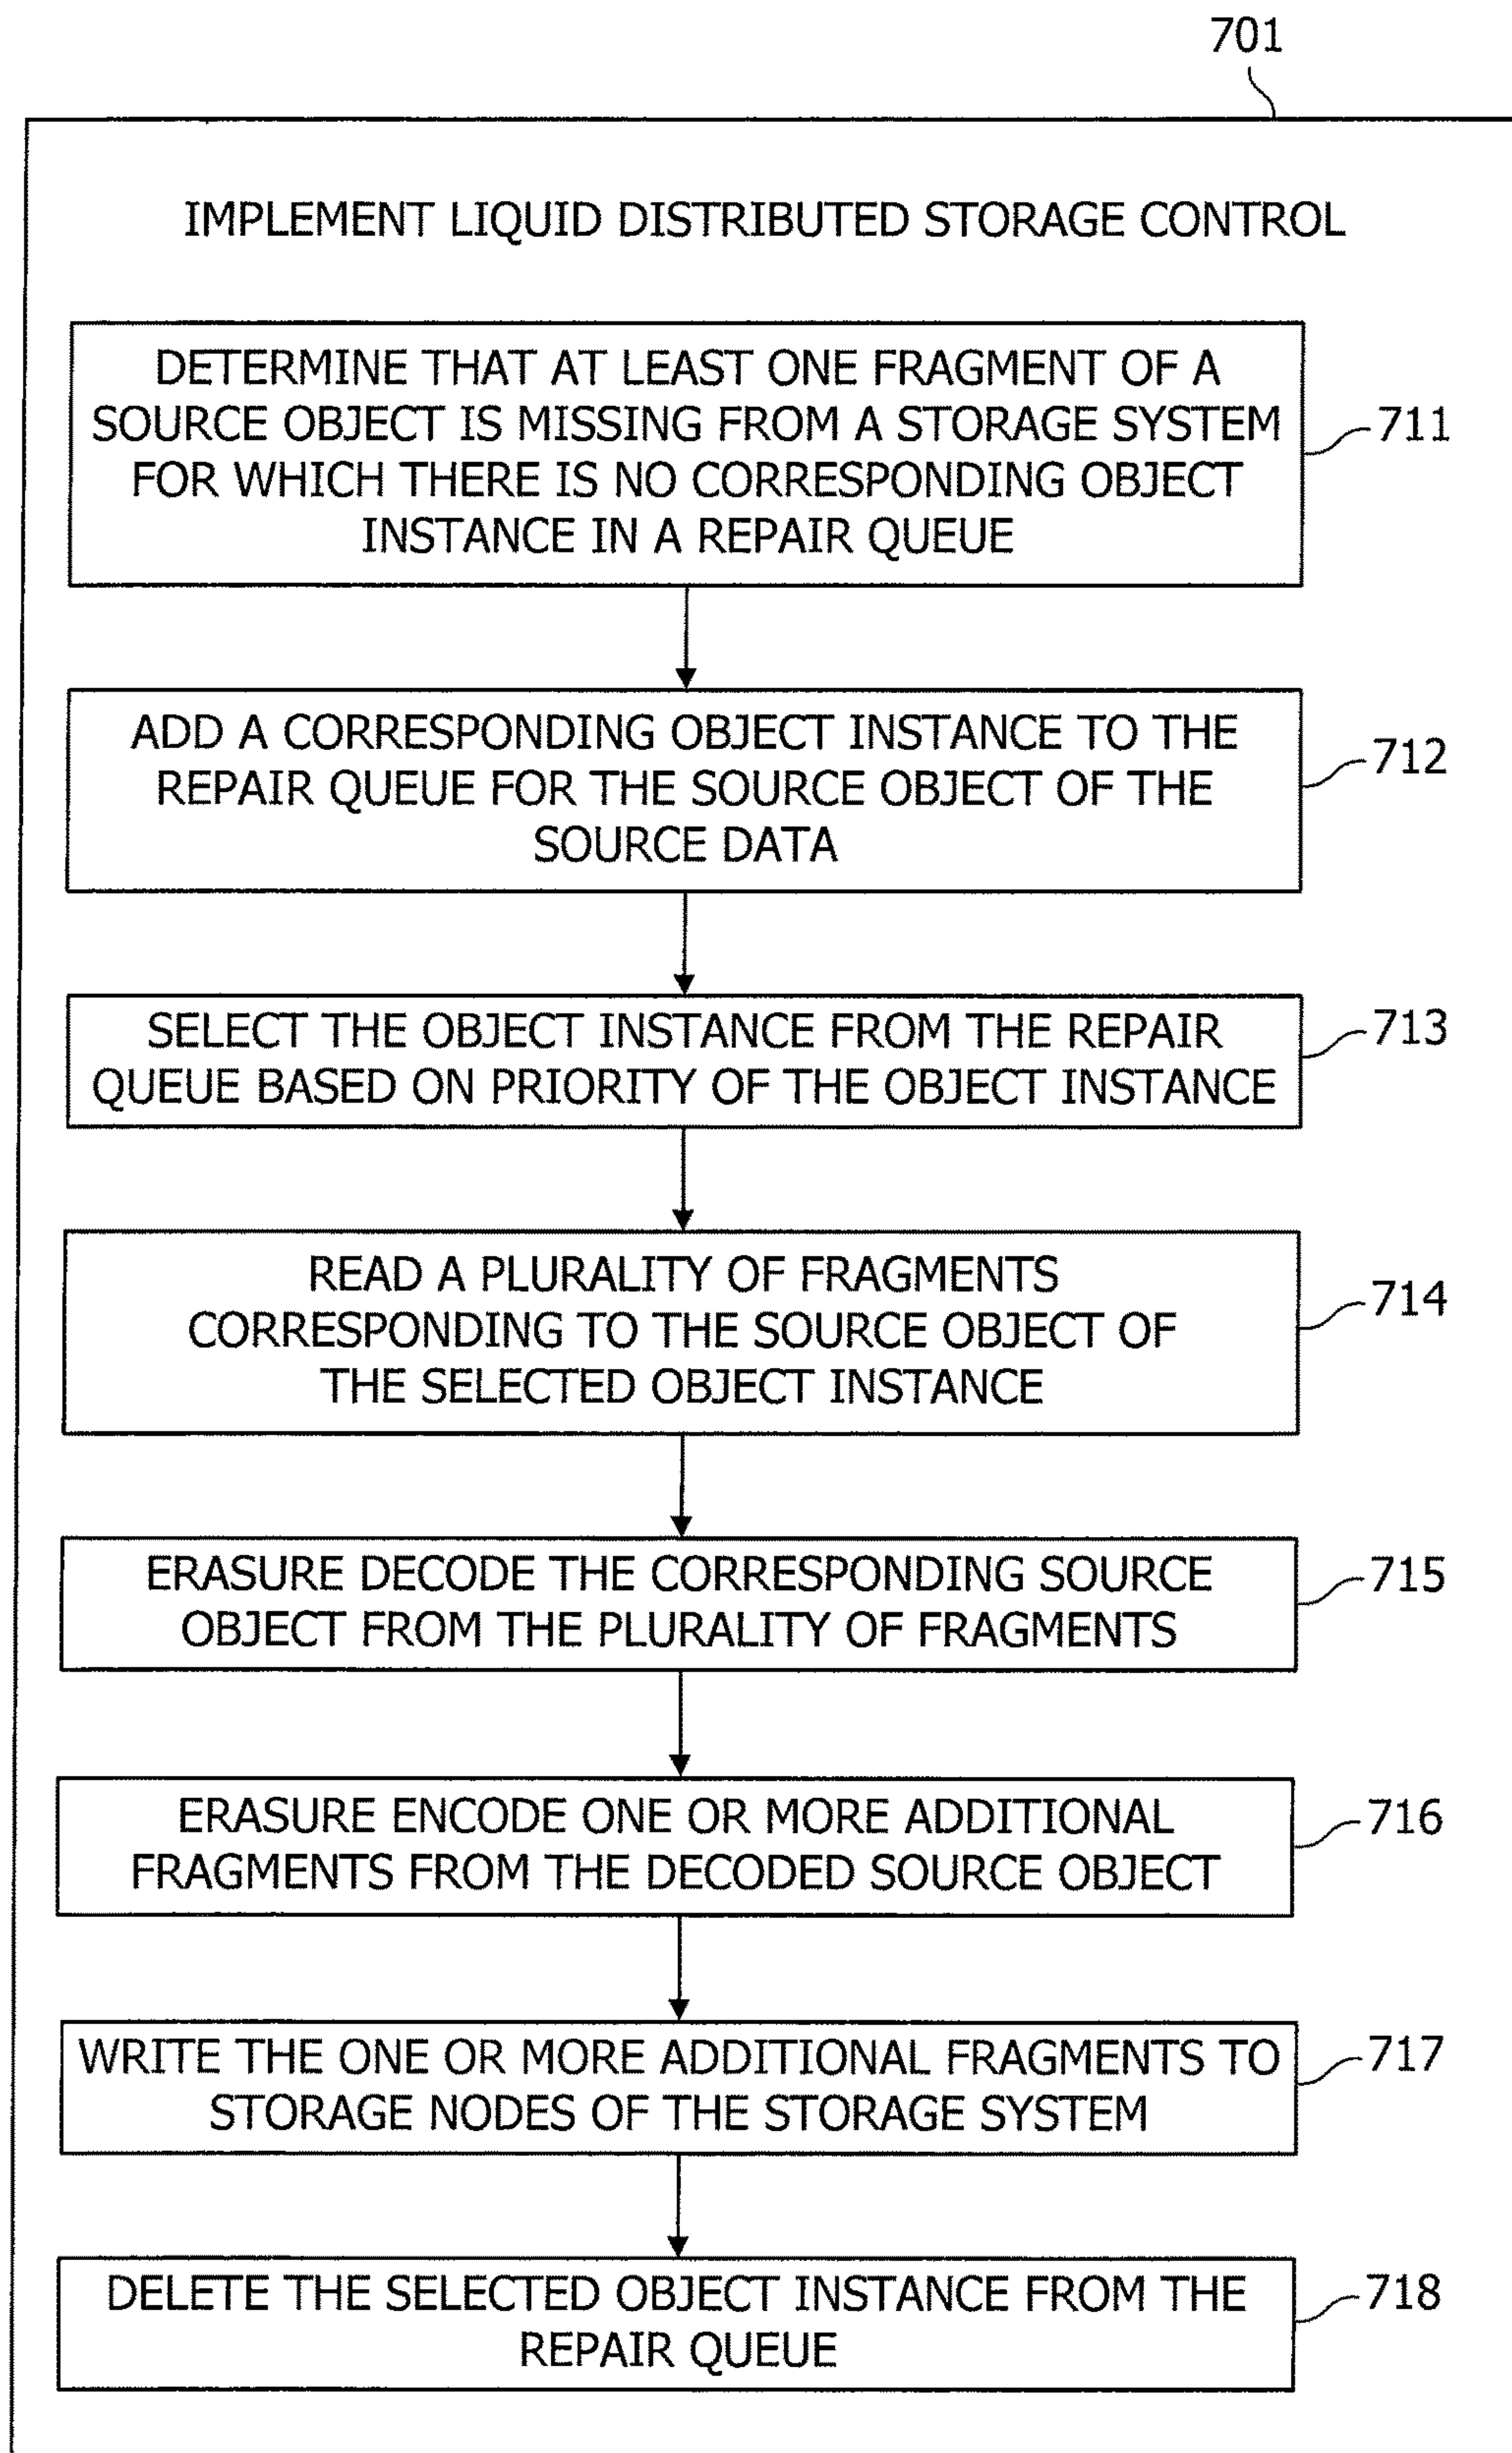 701
IMPLEMENT LIQUID DISTRIBUTED STORAGE CONTROL
DETERMINE THAT AT LEAST ONE FRAGMENT OF A
SOURCE OBJECT IS MISSING FROM A STORAGE SYSTEM
FOR WHICH THERE IS NO CORRESPONDING OBJECT
INSTANCE IN A REPAIR QUEUE
711
ADD A CORRESPONDING OBJECT INSTANCE TO THE
REPAIR QUEUE FOR THE SOURCE OBJECT OF THE
SOURCE DATA
712
SELECT THE OBJECT INSTANCE FROM THE REPAIR
QUEUE BASED ON PRIORITY OF THE OBJECT INSTANCE
713
READ A PLURALITY OF FRAGMENTS
CORRESPONDING TO THE SOURCE OBJECT OF
THE SELECTED OBJECT INSTANCE
714
ERASURE DECODE THE CORRESPONDING SOURCE
OBJECT FROM THE PLURALITY OF FRAGMENTS
715
ERASURE ENCODE ONE OR MORE ADDITIONAL
FRAGMENTS FROM THE DECODED SOURCE OBJECT
716
WRITE THE ONE OR MORE ADDITIONAL FRAGMENTS TO
STORAGE NODES OF THE STORAGE SYSTEM
717
DELETE THE SELECTED OBJECT INSTANCE FROM THE
REPAIR QUEUE
718